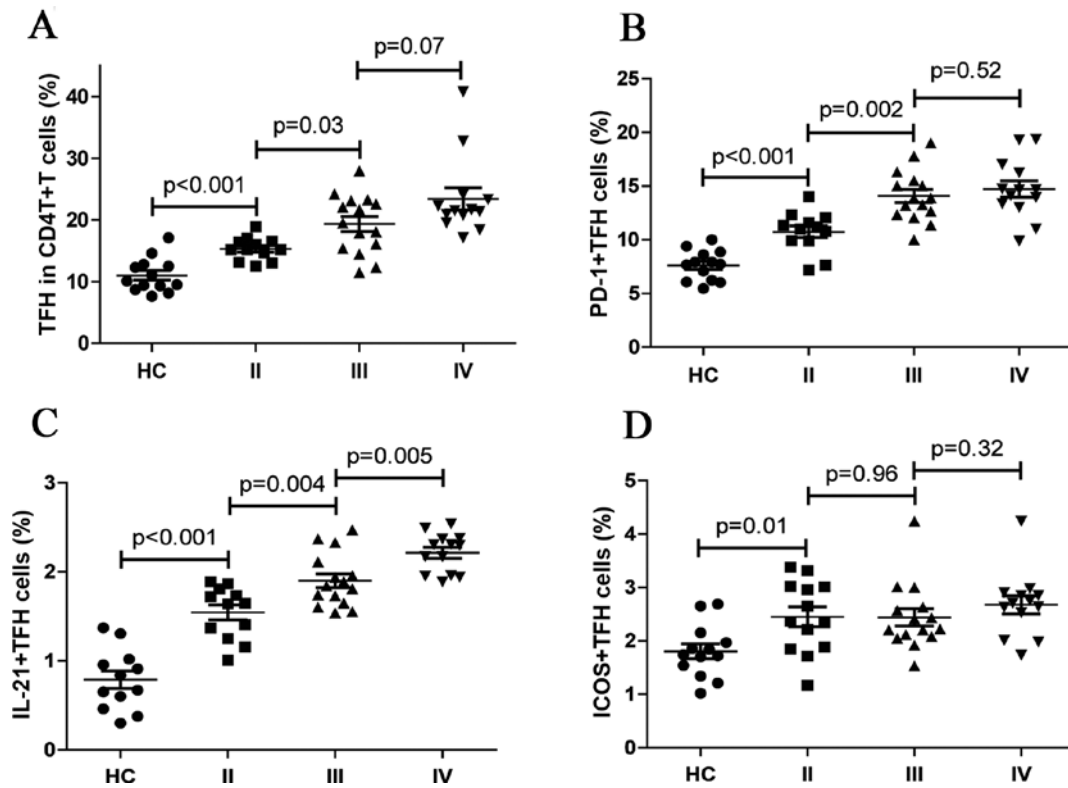 A
TFH in CD4T+T cells (%)
40
30
20
10
0
p<0.001
p=0.03
p=0.07
HC II III IV
B
PD-1+TFH cells (%)
25
20
15
10
5
0
p<0.001
p=0.002
p=0.52
HC II III IV
C
IL-21+TFH cells (%)
3
2
1
0
p<0.001
p=0.004
p=0.005
HC II III IV
D
ICOS+TFH cells (%)
5
4
3
2
1
0
p=0.01
p=0.96
p=0.32
HC II III IV